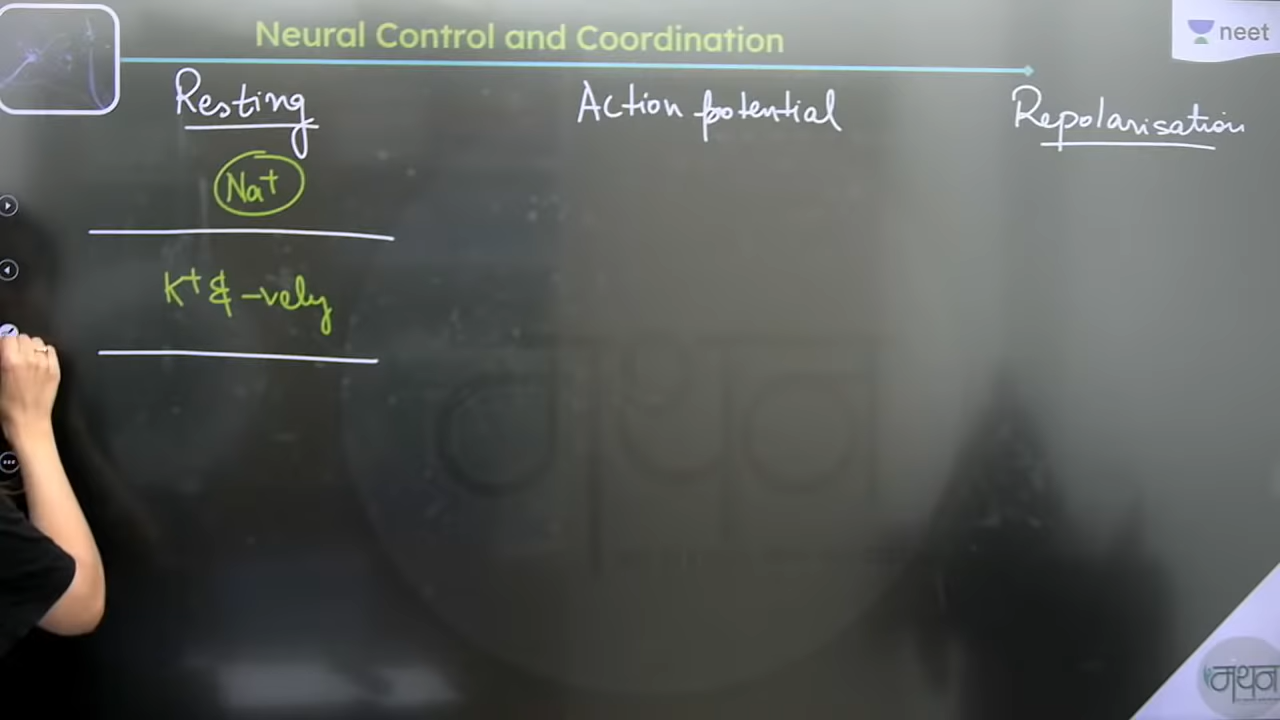 Neural Control and Coordination
neet
Resting
Action potential
Repolarisation
Na+
K+ & -vely
मंथन